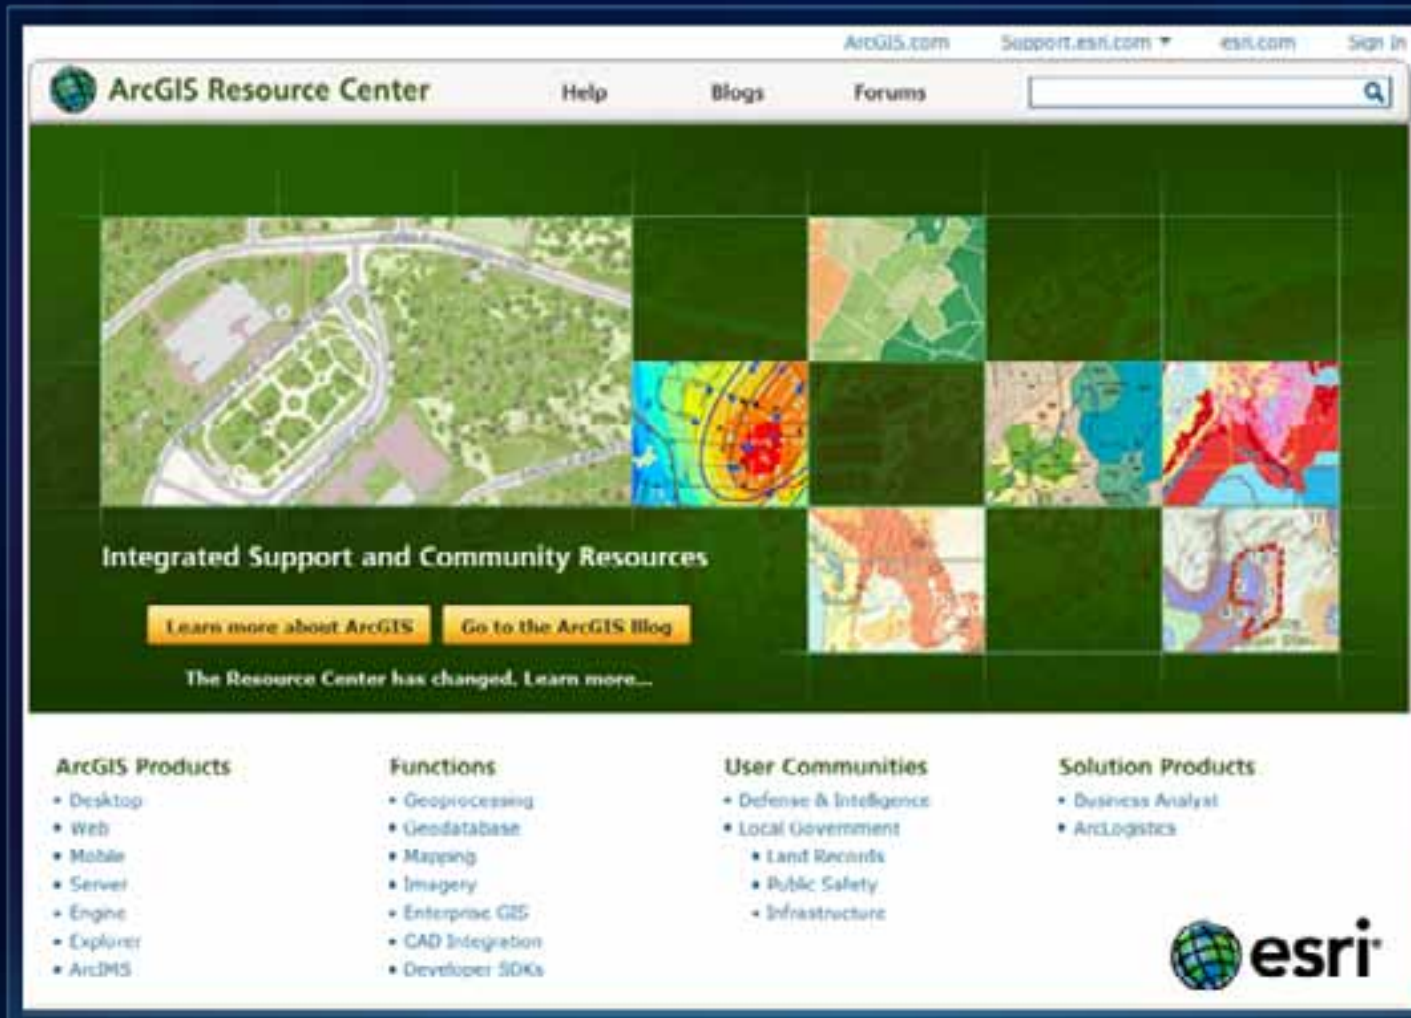 ArcGIS.com Support.esri.com esri.com Sign In
ArcGIS Resource Center Help Blogs Forums
Integrated Support and Community Resources
Learn more about ArcGIS Go to the ArcGIS Blog
The Resource Center has changed. Learn more...
ArcGIS Products
• Desktop
• Web
• Mobile
• Server
• Engine
• Explorer
• ArcIMS
Functions
• Geoprocessing
• Geodatabase
• Mapping
• Imagery
• Enterprise GIS
• CAD Integration
• Developer SDKs
User Communities
• Defense & Intelligence
• Local Government
• Land Records
• Public Safety
• Infrastructure
Solution Products
• Business Analyst
• ArcLogistics
esri